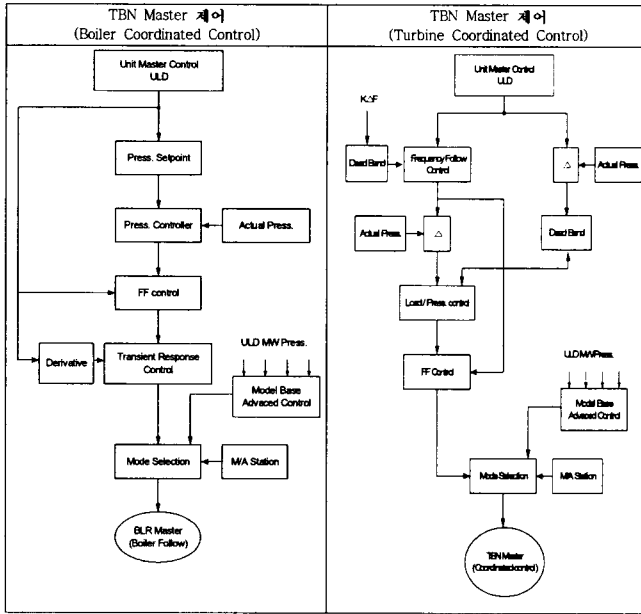 TBN Master 제어
(Boiler Coordinated Control)
Unit Master Control
ULD
Press. Setpoint
Press. Controller
Actual Press.
FF control
Derivative
Transient Response
Control
ULD MW Press.
Model Base
Advaced Control
Mode Selection
M/A Station
BLR Master
(Boiler Follow)
TBN Master 제어
(Turbine Coordinated Control)
Unit Master Control
ULD
K△F
Dead Band
Frequency Follow
Control
△
Actual Press.
Actual Press.
△
Dead Band
Load / Press. control
FF Control
ULD MW Press.
Model Base
Advaced Control
Mode Selection
M/A Station
TBN Master
(Coordinated control)